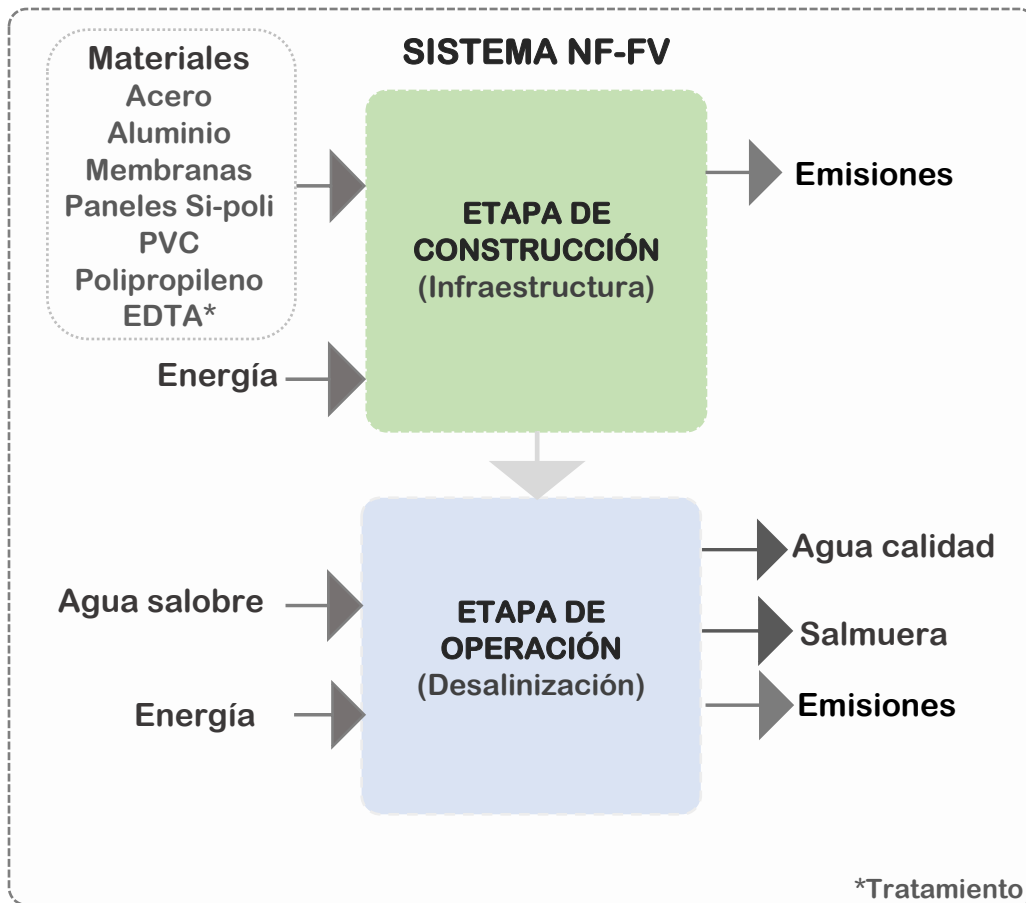 SISTEMA NF-FV
Materiales
Acero
Aluminio
Membranas
Paneles Si-poli
PVC
Polipropileno
EDTA*
Energía
ETAPA DE
CONSTRUCCIÓN
(Infraestructura)
Emisiones
Agua salobre
Energía
ETAPA DE
OPERACIÓN
(Desalinización)
Agua calidad
Salmuera
Emisiones
*Tratamiento